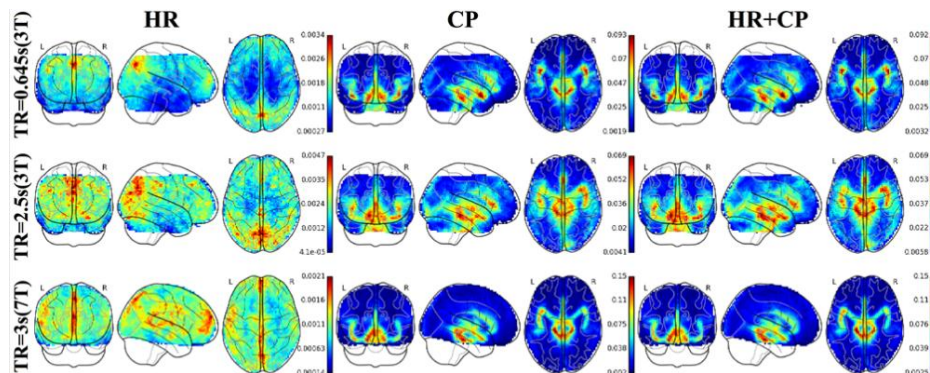 HR CP HR+CP
TR=0.645s(3T)
L R L R L R L R L R L R
0.0034 0.093 0.092
0.0026 0.07 0.07
0.0018 0.047 0.047
0.0011 0.025 0.025
0.00027 0.0019 0.0032
TR=2.5s(3T)
L R L R L R L R L R L R
0.0047 0.069 0.069
0.0035 0.052 0.053
0.0024 0.036 0.037
0.0012 0.02 0.022
4.1e-05 0.0041 0.0058
TR=3s(7T)
L R L R L R L R L R L R
0.0021 0.15 0.15
0.0016 0.11 0.11
0.0011 0.076 0.075
0.00063 0.038 0.039